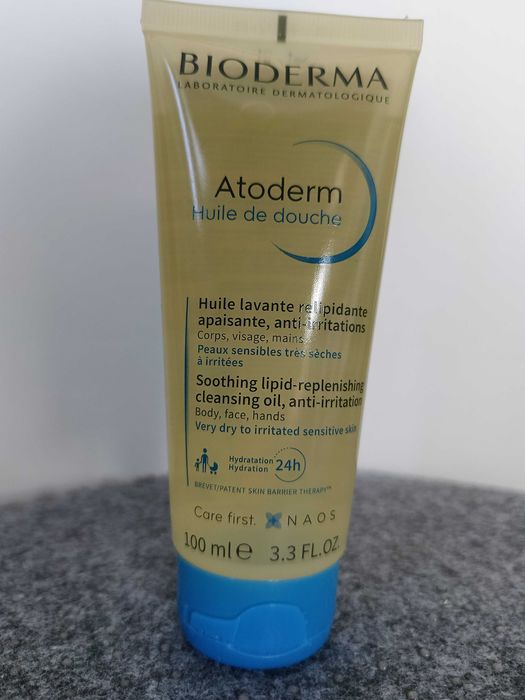 BIODERMA
LABORATOIRE DERMATOLOGIQUE
Atoderm
Huile de douche
Huile lavante relipidante
apaisante, anti-irritations
Corps, visage, mains
Peaux sensibles très sèches
à irritées
Soothing lipid-replenishing
cleansing oil, anti-irritation
Body, face, hands
Very dry to irritated sensitive skin
Hydratation
Hydration
24h
BREVET/PATENT SKIN BARRIER THERAPY™
Care first. NAOS
100 ml ℮ 3.3 FL.OZ.